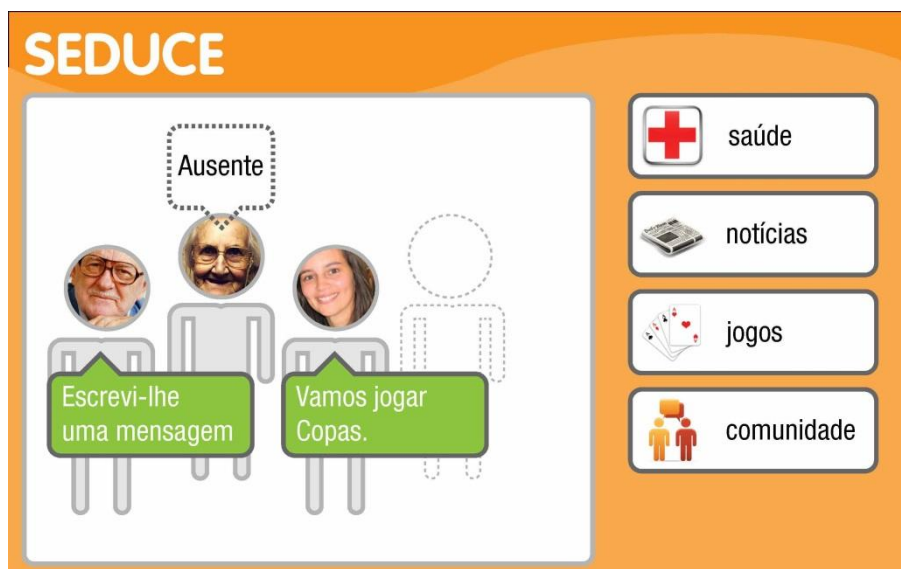 SEDUCE
Ausente
Escrevi-lhe
uma mensagem
Vamos jogar
Copas.
saúde
notícias
jogos
comunidade